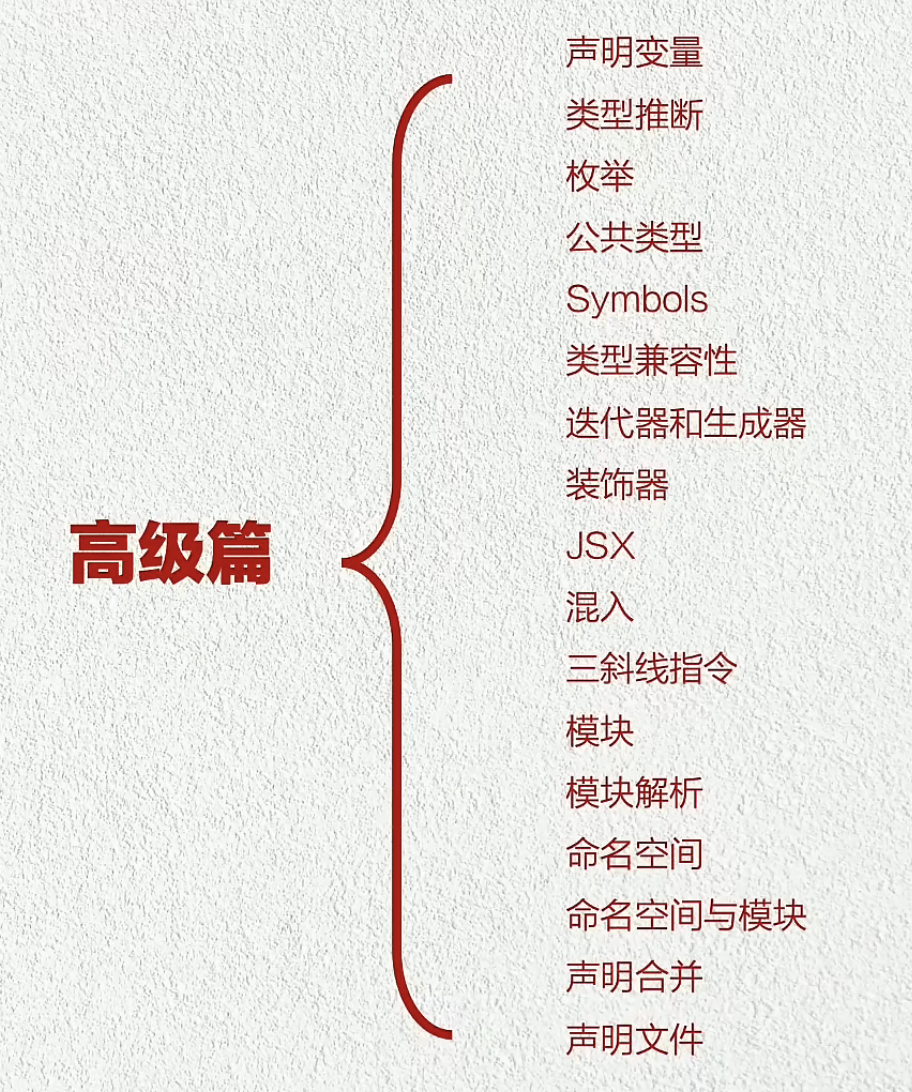 高级篇
声明变量
类型推断
枚举
公共类型
Symbols
类型兼容性
迭代器和生成器
装饰器
JSX
混入
三斜线指令
模块
模块解析
命名空间
命名空间与模块
声明合并
声明文件